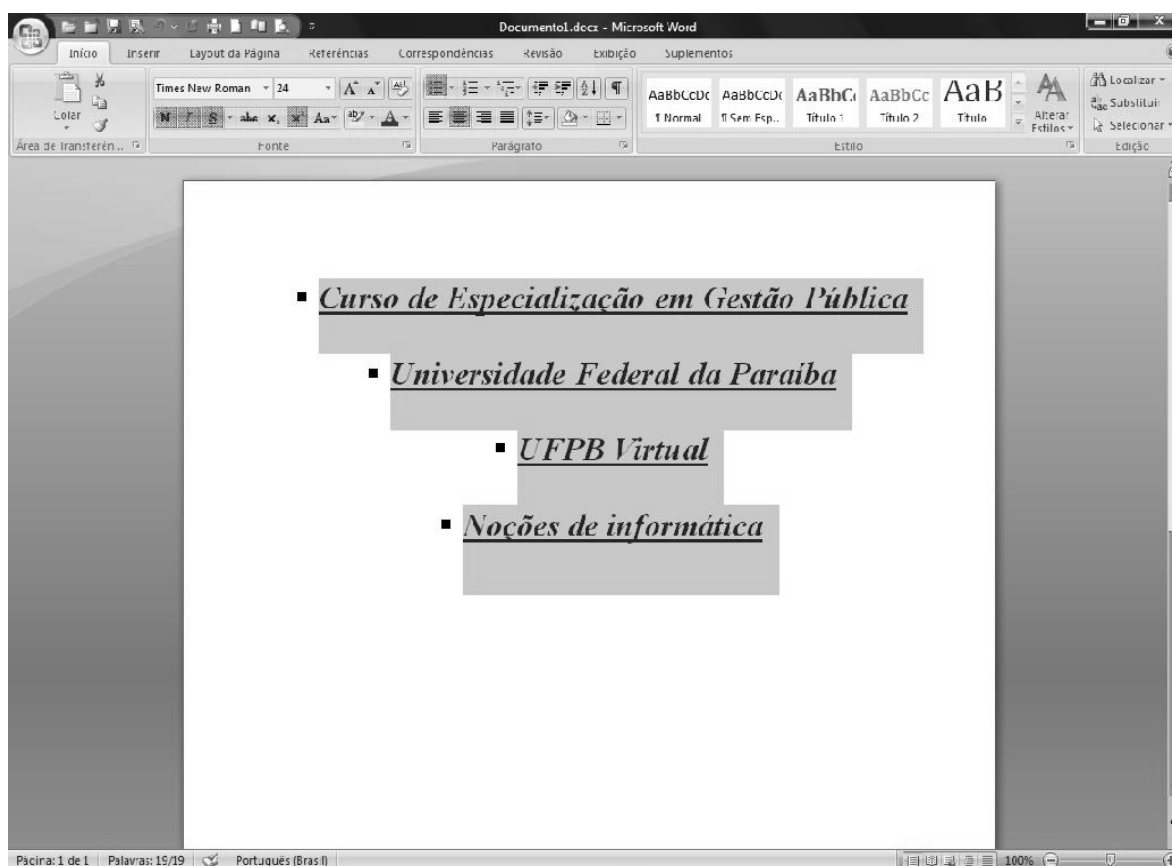 Documento1.docx - Microsoft Word
Início Inserir Layout da Página Referências Correspondências Revisão Exibição Suplementos
Colar
Times New Roman 24
N I S abc x, x Aa A
AaBbCcDc AaBbCcDc AaBbC AaBbCc AaB
¶ Normal ¶ Sem Esp... Título 1 Título 2 Título
Alterar
Estilos
Localizar
Substituir
Selecionar
Área de Transferên... Fonte Parágrafo Estilo Edição
Curso de Especialização em Gestão Pública
Universidade Federal da Paraíba
UFPB Virtual
Noções de informática
Página: 1 de 1 Palavras: 19/19 Português (Brasil) 100%